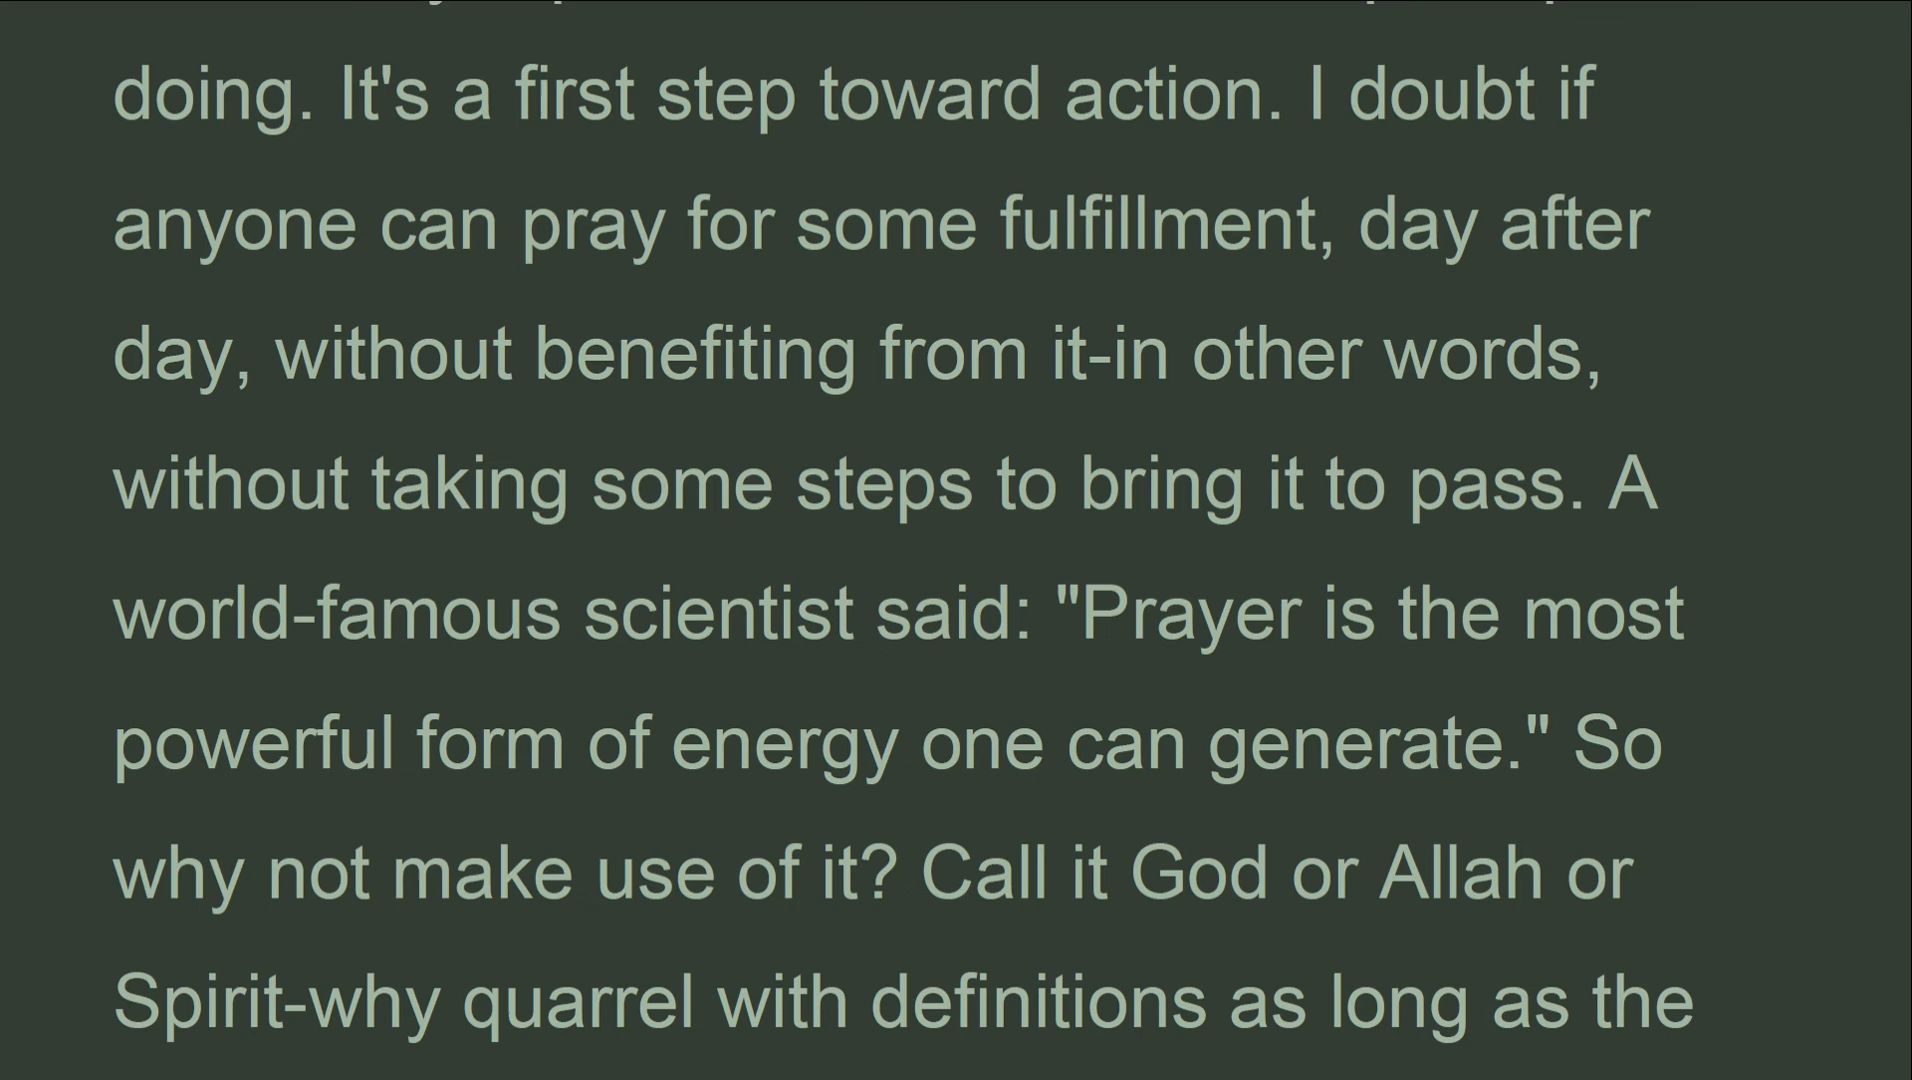 doing. It's a first step toward action. I doubt if
anyone can pray for some fulfillment, day after
day, without benefiting from it-in other words,
without taking some steps to bring it to pass. A
world-famous scientist said: "Prayer is the most
powerful form of energy one can generate." So
why not make use of it? Call it God or Allah or
Spirit-why quarrel with definitions as long as the